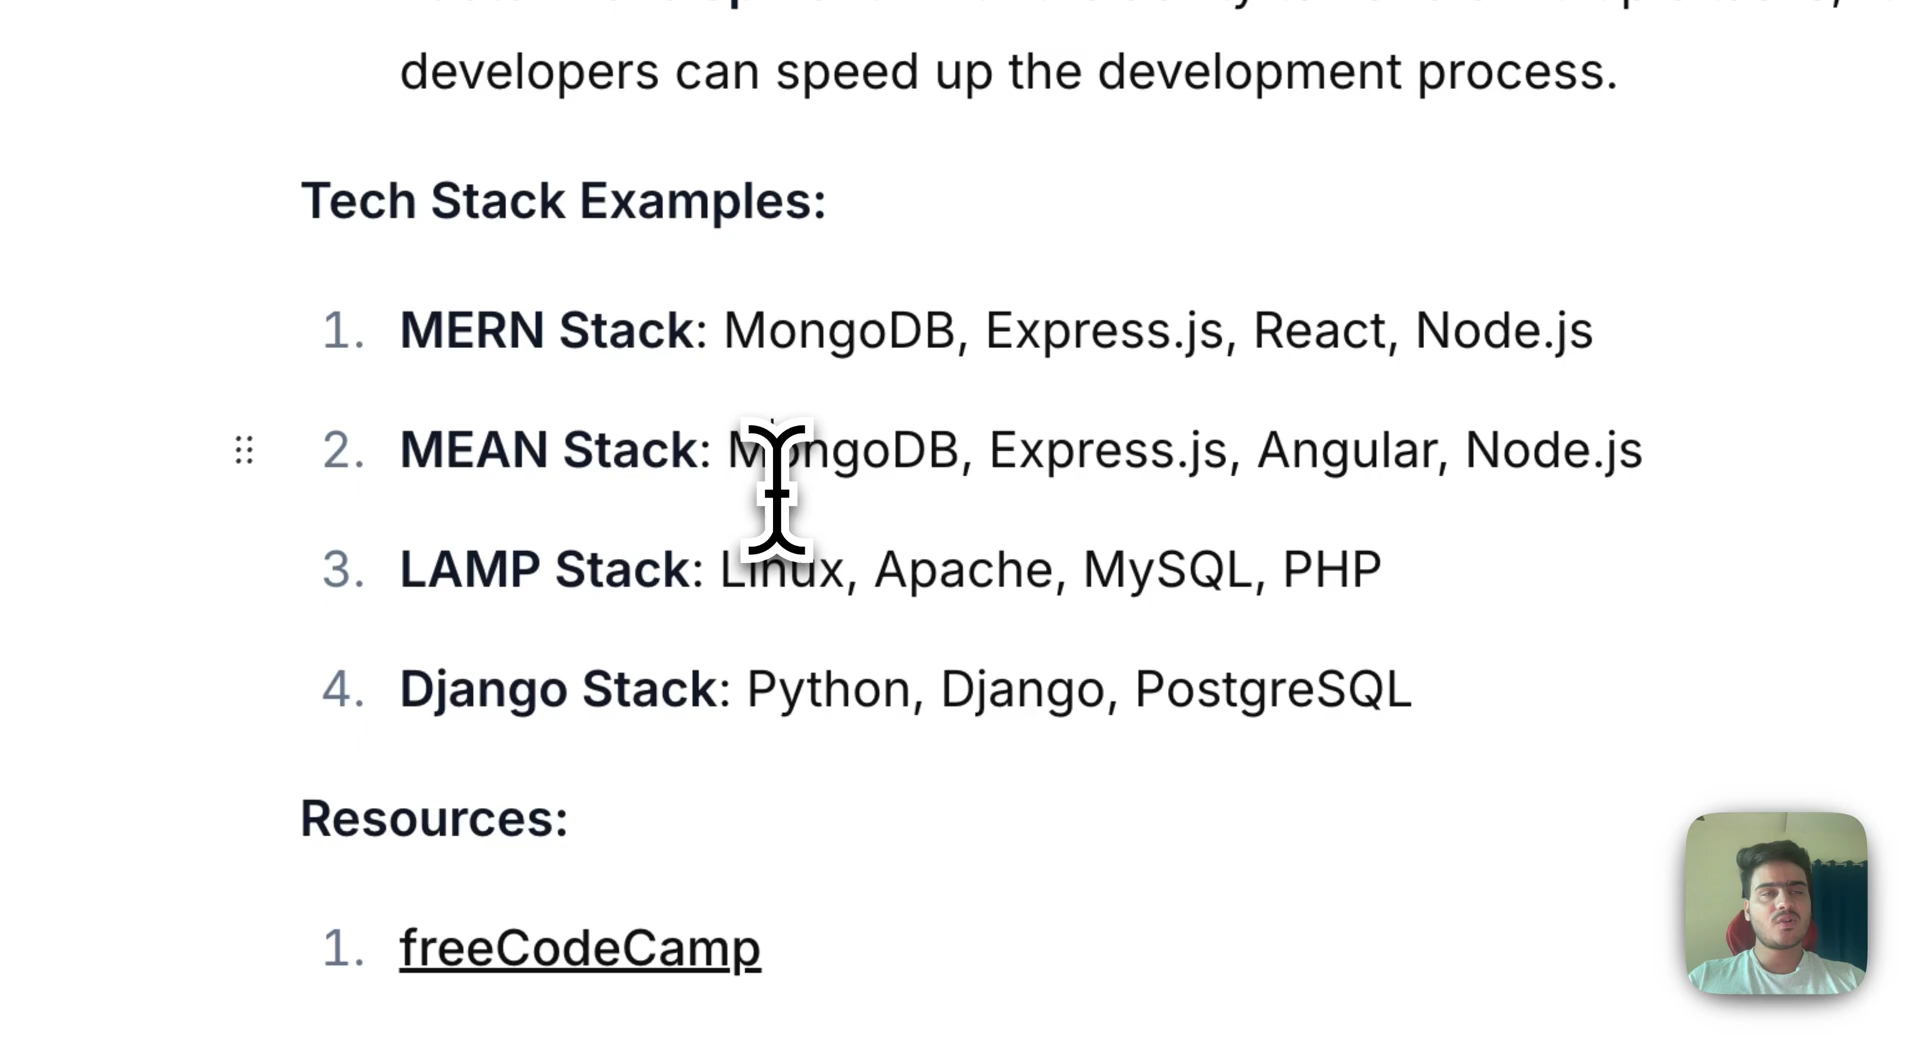 developers can speed up the development process.
Tech Stack Examples:
1. MERN Stack: MongoDB, Express.js, React, Node.js
2. MEAN Stack: MongoDB, Express.js, Angular, Node.js
3. LAMP Stack: Linux, Apache, MySQL, PHP
4. Django Stack: Python, Django, PostgreSQL
Resources:
1. freeCodeCamp